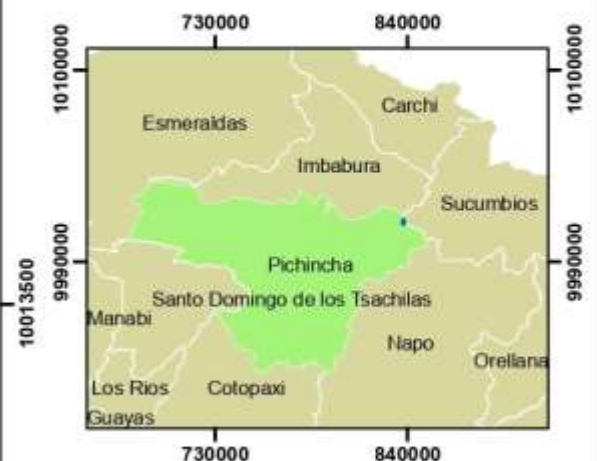 730000 840000
10100000 10100000
Esmeraldas
Carchi
Imbabura
Sucumbios
9990000 9990000
Pichincha
10013500
Santo Domingo de los Tsachilas
Manabi
Napo
Orellana
Los Rios Cotopaxi
Guayas
730000 840000